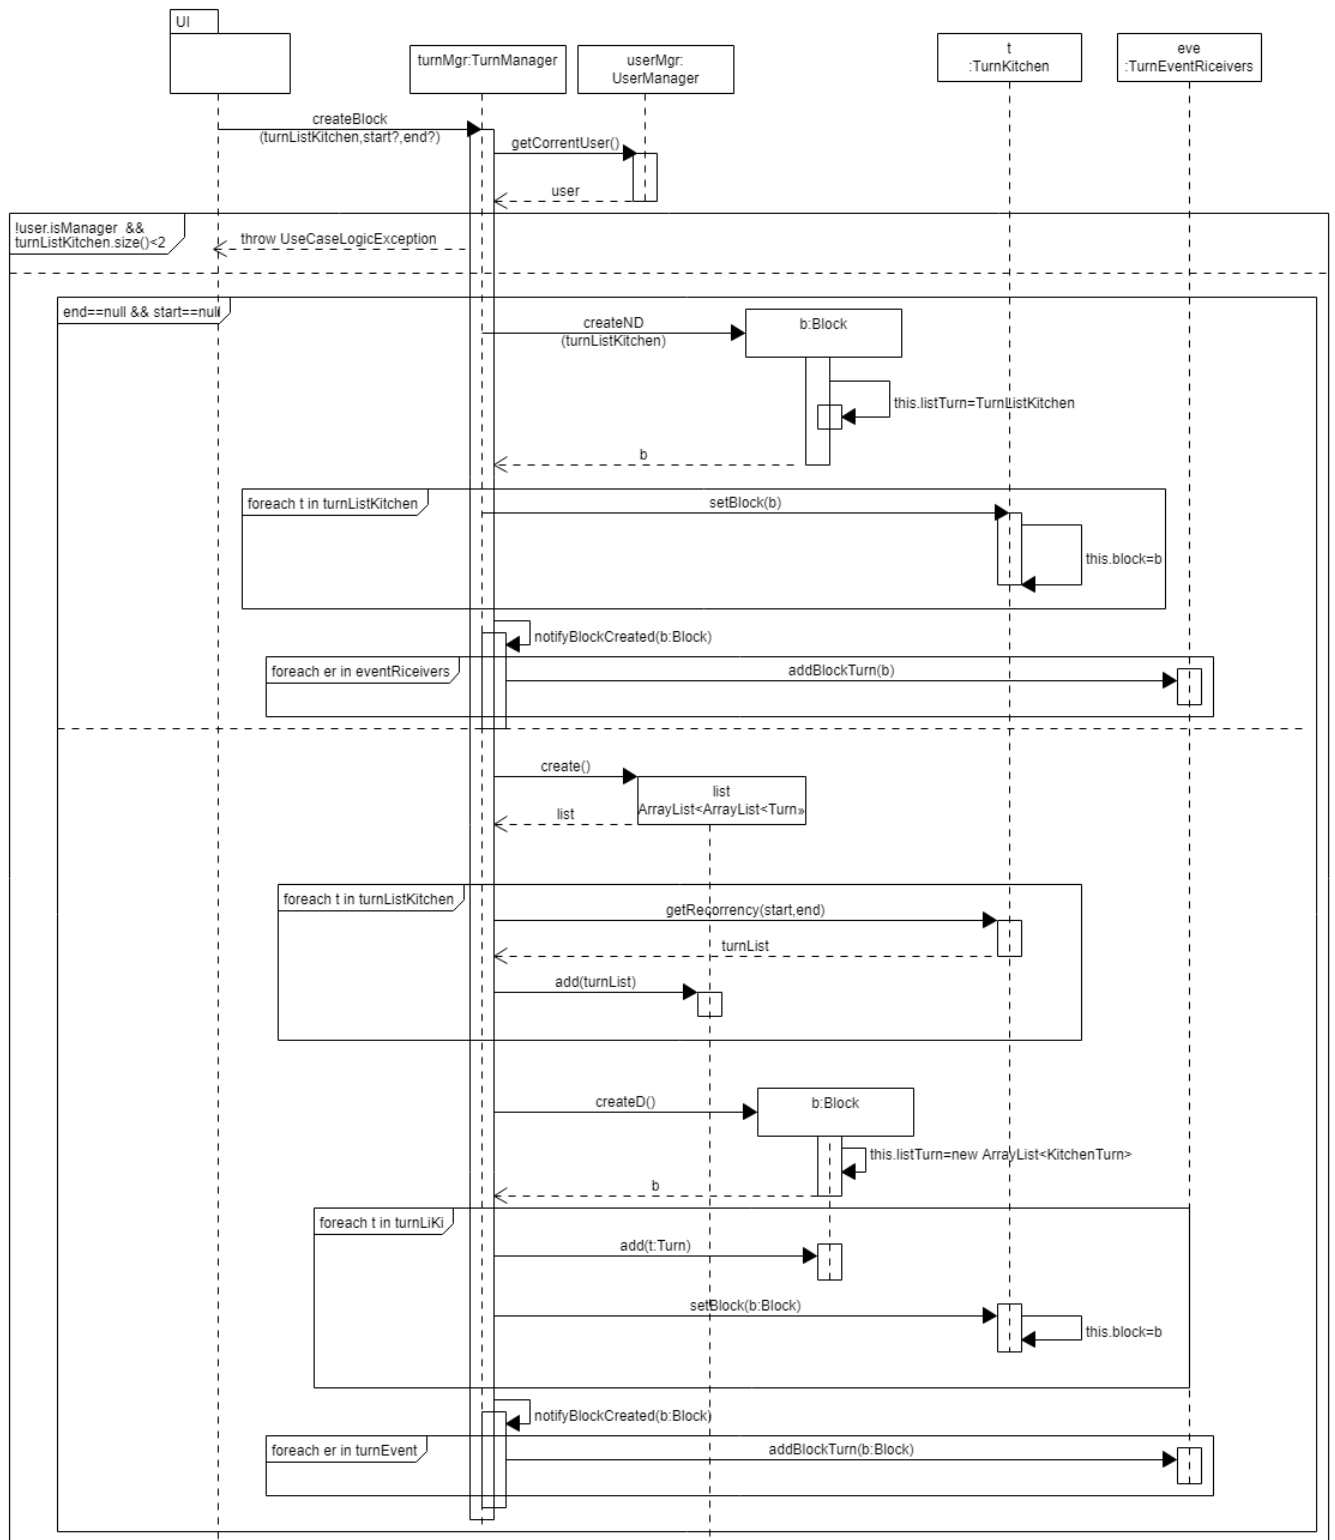 UI
turnMgr:TurnManager
userMgr:
UserManager
t
:TurnKitchen
eve
:TurnEventRiceivers
createBlock
(turnListKitchen,start?,end?)
getCorrentUser()
user
!user.isManager &&
turnListKitchen.size()<2
throw UseCaseLogicException
end==null && start==null
createND
(turnListKitchen)
b:Block
this.listTurn=TurnListKitchen
b
foreach t in turnListKitchen
setBlock(b)
this.block=b
notifyBlockCreated(b:Block)
foreach er in eventRiceivers
addBlockTurn(b)
create()
list
ArrayList<ArrayList<Turn>>
list
foreach t in turnListKitchen
getRecorrency(start,end)
turnList
add(turnList)
createD()
b:Block
this.listTurn=new ArrayList<KitchenTurn>
b
foreach t in turnLiKi
add(t:Turn)
setBlock(b:Block)
this.block=b
notifyBlockCreated(b:Block)
foreach er in turnEvent
addBlockTurn(b:Block)